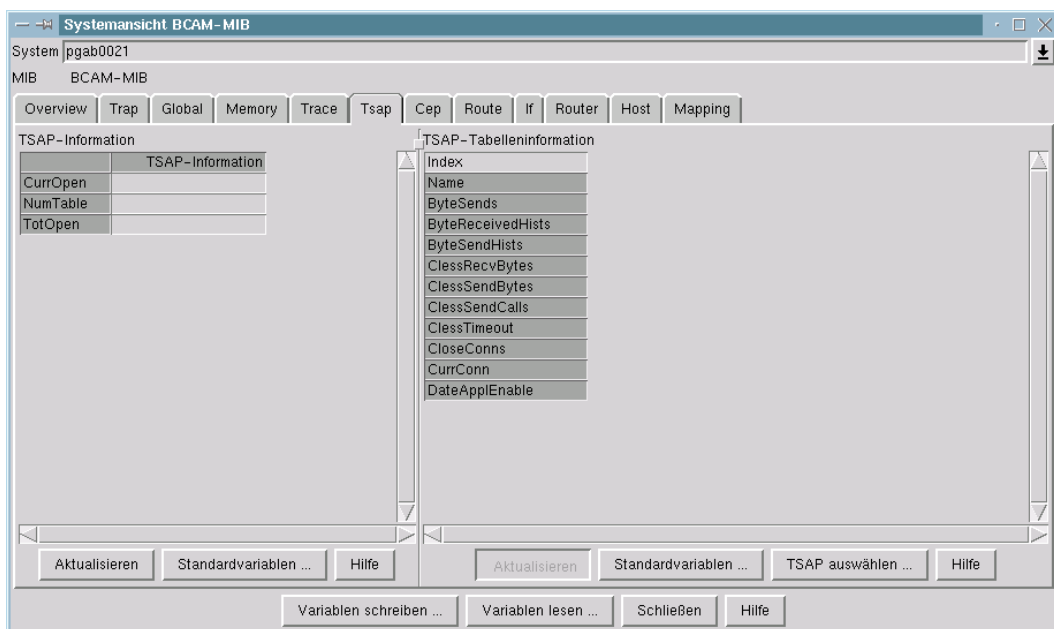 Systemansicht BCAM-MIB
System pgab0021
MIB BCAM-MIB
Overview Trap Global Memory Trace Tsap Cep Route If Router Host Mapping
TSAP-Information
TSAP-Information
CurrOpen
NumTable
TotOpen
TSAP-Tabelleninformation
Index
Name
ByteSends
ByteReceivedHists
ByteSendHists
ClessRecvBytes
ClessSendBytes
ClessSendCalls
ClessTimeout
CloseConns
CurrConn
DateApplEnable
Aktualisieren Standardvariablen ... Hilfe
Aktualisieren Standardvariablen ... TSAP auswählen ... Hilfe
Variablen schreiben ... Variablen lesen ... Schließen Hilfe